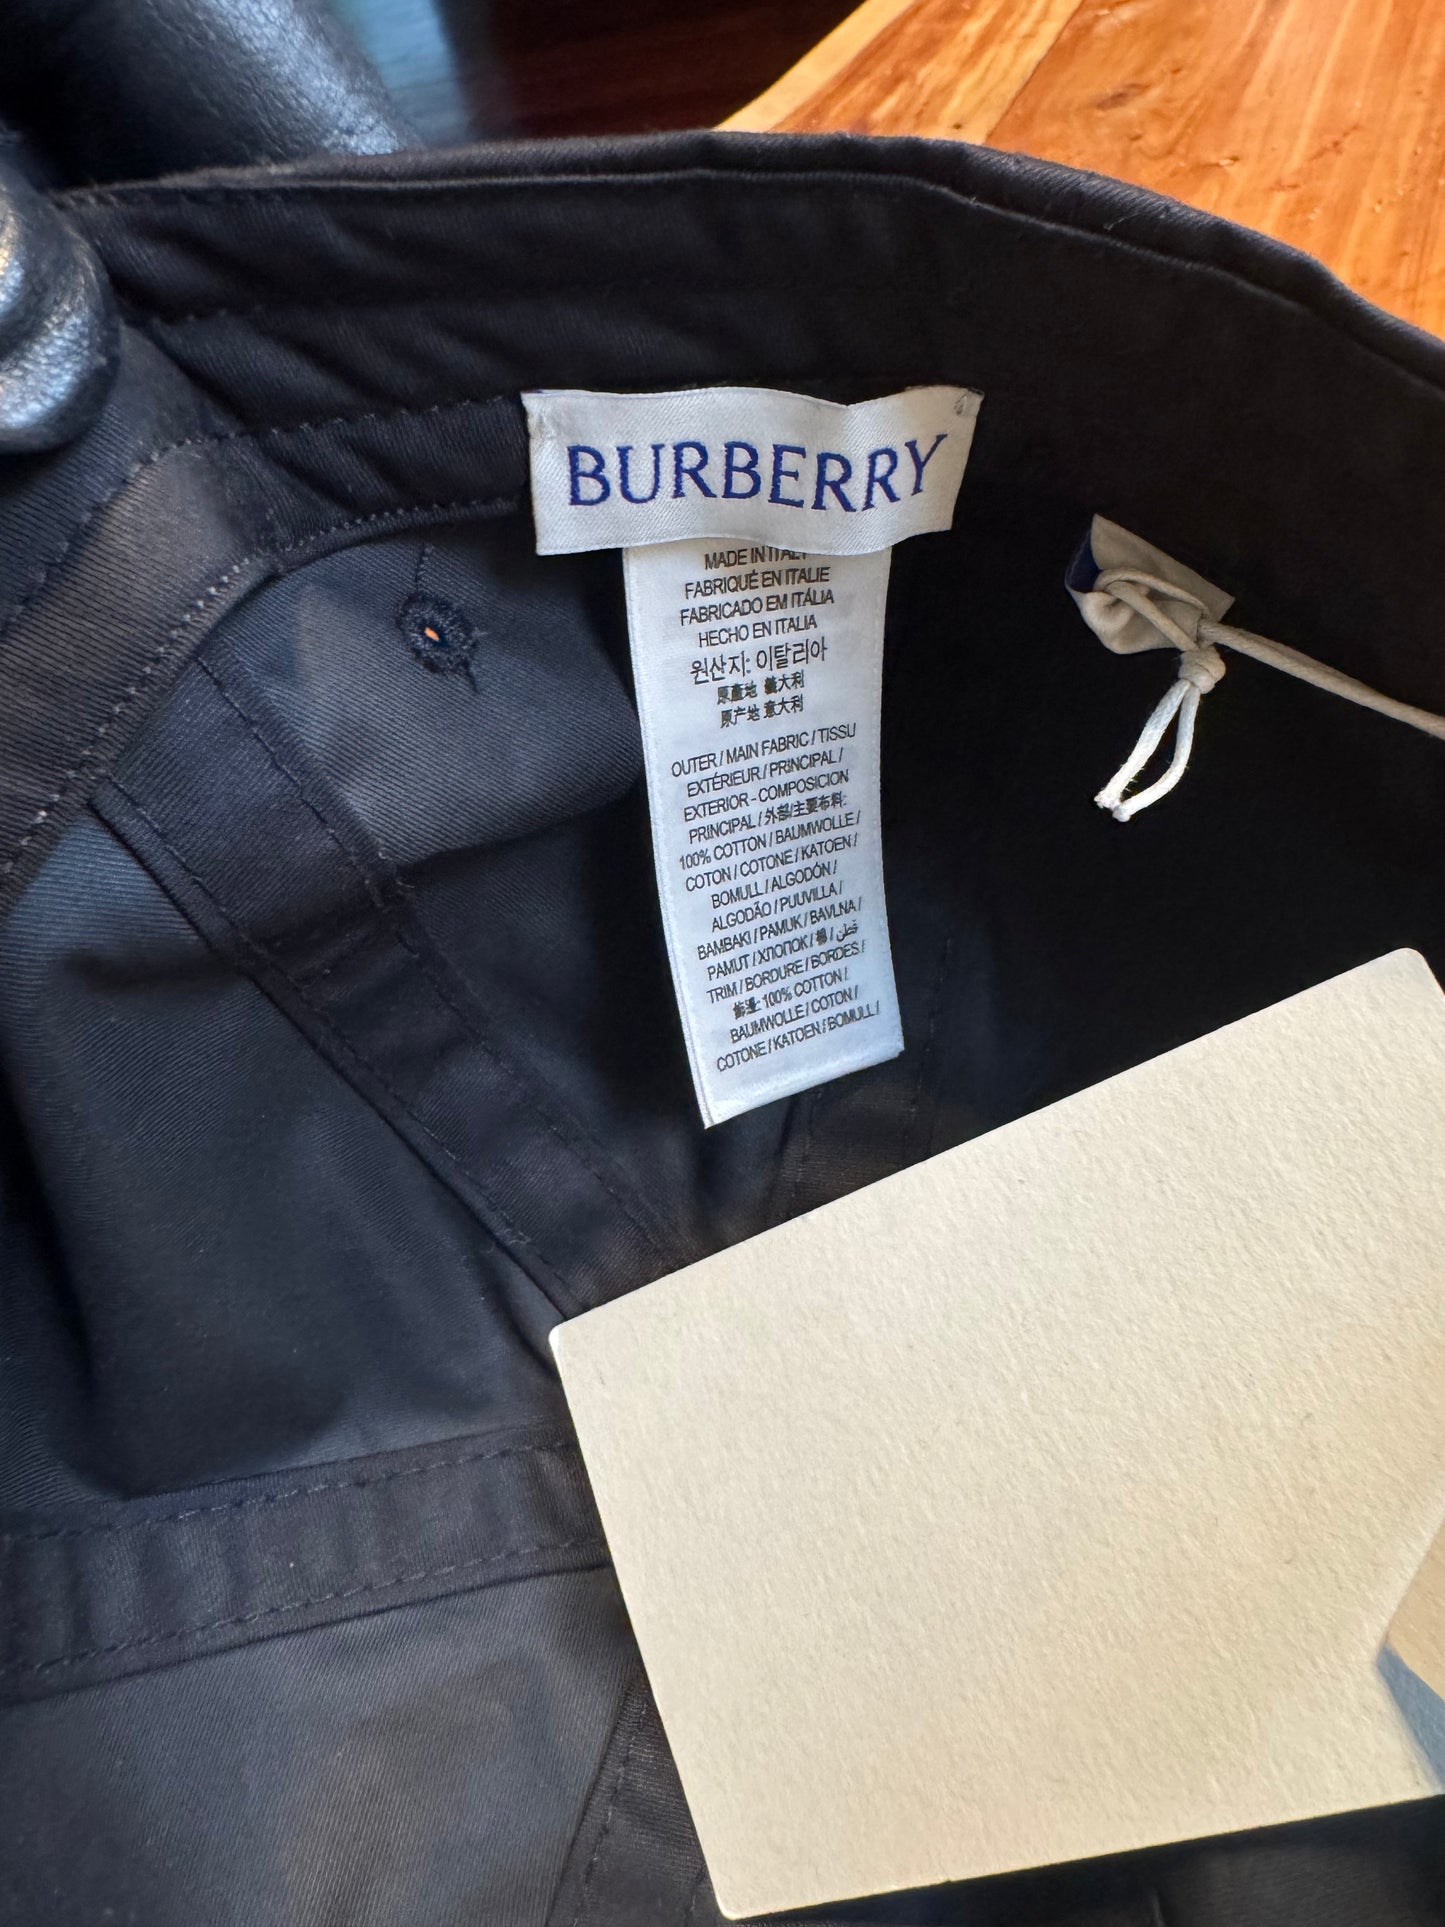 BURBERRY
MADE IN ITALY
FABRIQUÉ EN ITALIE
FABRICADO EM ITÁLIA
HECHO EN ITALIA
원산지: 이탈리아
原產地 義大利
原产地 意大利
OUTER / MAIN FABRIC / TISSU
EXTÉRIEUR / PRINCIPAL /
EXTERIOR - COMPOSICION
PRINCIPAL / 外部/主要布料:
100% COTTON / BAUMWOLLE /
COTON / COTONE / KATOEN /
BOMULL / ALGODÓN /
ALGODÃO / PUUVILLA /
BAMBAKI / PAMUK / BAVLNA /
PAMUT / ХЛОПОК / 棉 / قطن /
TRIM / BORDURE / BORDES /
飾邊: 100% COTTON /
BAUMWOLLE / COTON /
COTONE / KATOEN / BOMULL /